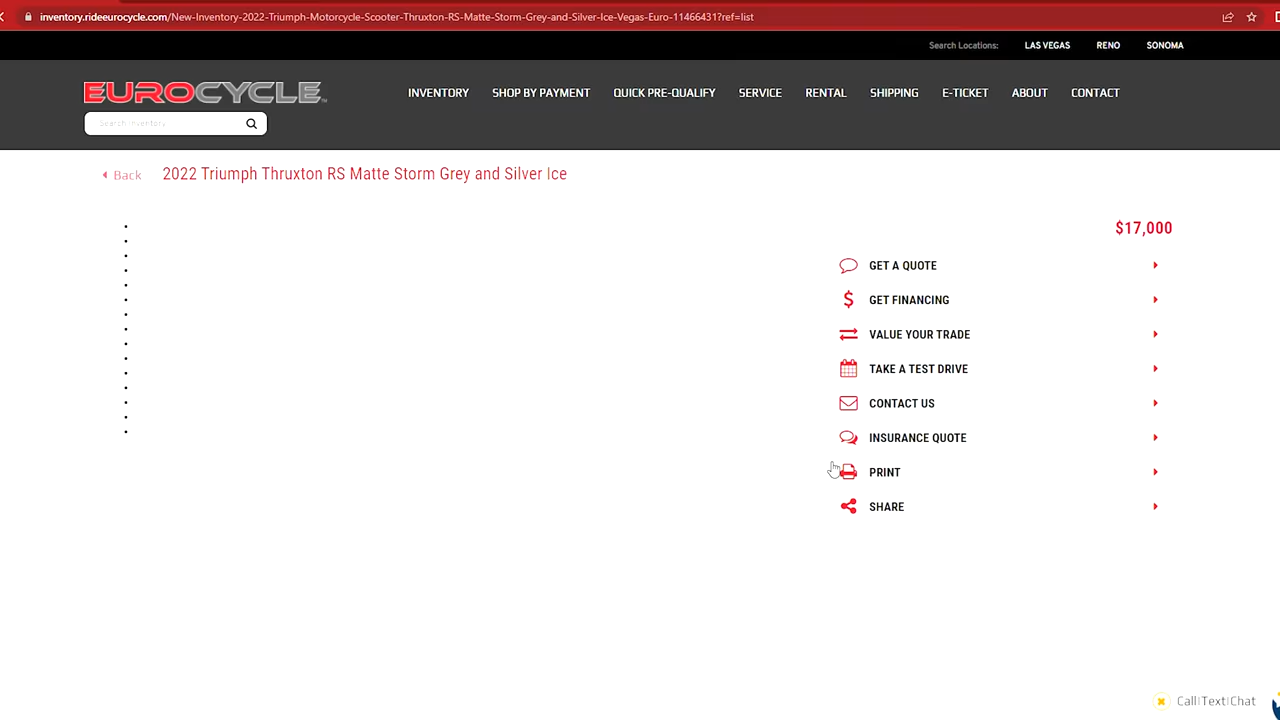 inventory.rideeurocycle.com/New-Inventory-2022-Triumph-Motorcycle-Scooter-Thruxton-RS-Matte-Storm-Grey-and-Silver-Ice-Vegas-Euro-11466431?ref=list
Search Locations: LAS VEGAS RENO SONOMA
EUROCYCLE™
INVENTORY SHOP BY PAYMENT QUICK PRE-QUALIFY SERVICE RENTAL SHIPPING E-TICKET ABOUT CONTACT
Search Inventory
Back 2022 Triumph Thruxton RS Matte Storm Grey and Silver Ice
$17,000
GET A QUOTE
GET FINANCING
VALUE YOUR TRADE
TAKE A TEST DRIVE
CONTACT US
INSURANCE QUOTE
PRINT
SHARE
Call|Text|Chat